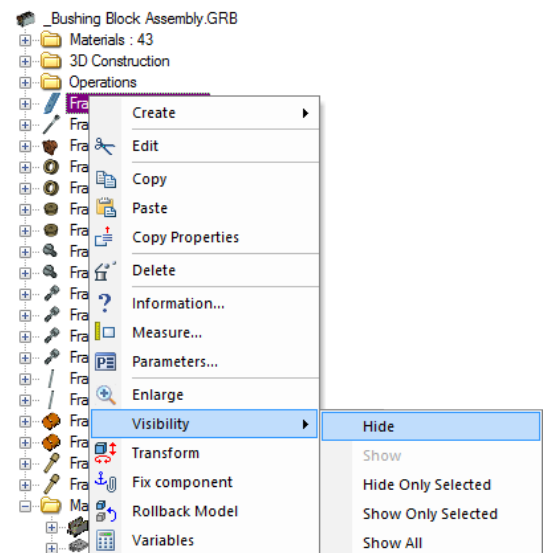 _Bushing Block Assembly.GRB
Materials : 43
3D Construction
Operations
Fra
Create
Fra
Fra
Edit
Fra
Copy
Fra
Paste
Fra
Fra
Copy Properties
Fra
Fra
Delete
Fra
Information...
Fra
Measure...
Fra
Fra
Parameters...
Fra
Fra
Enlarge
Fra
Visibility
Hide
Fra
Transform
Show
Fra
Fix component
Hide Only Selected
Fra
Ma
Rollback Model
Show Only Selected
Variables
Show All